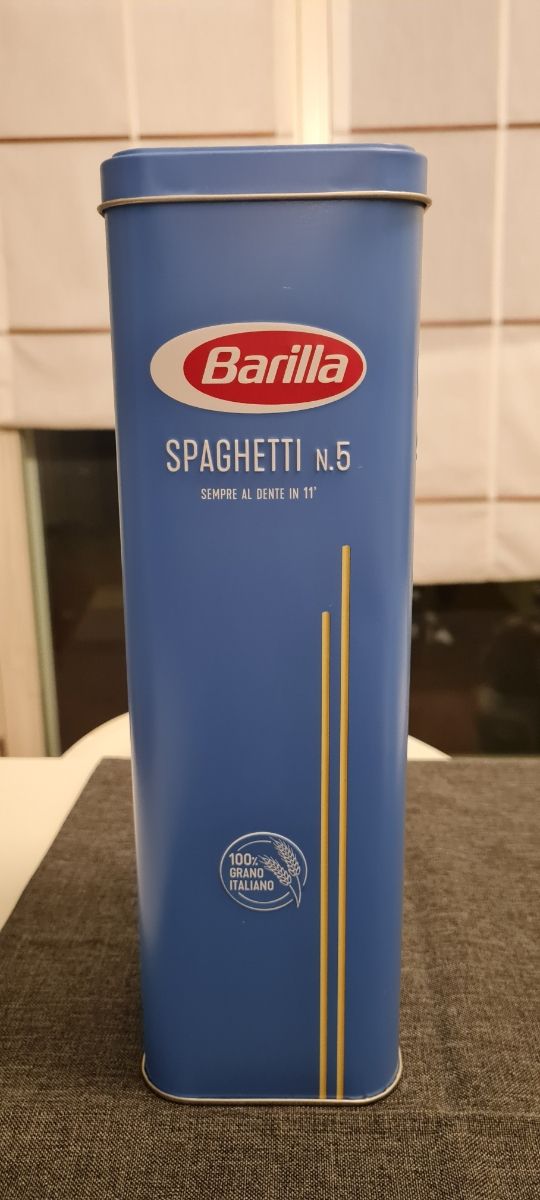 Barilla
SPAGHETTI N.5
SEMPRE AL DENTE IN 11'
100%
GRANO
ITALIANO